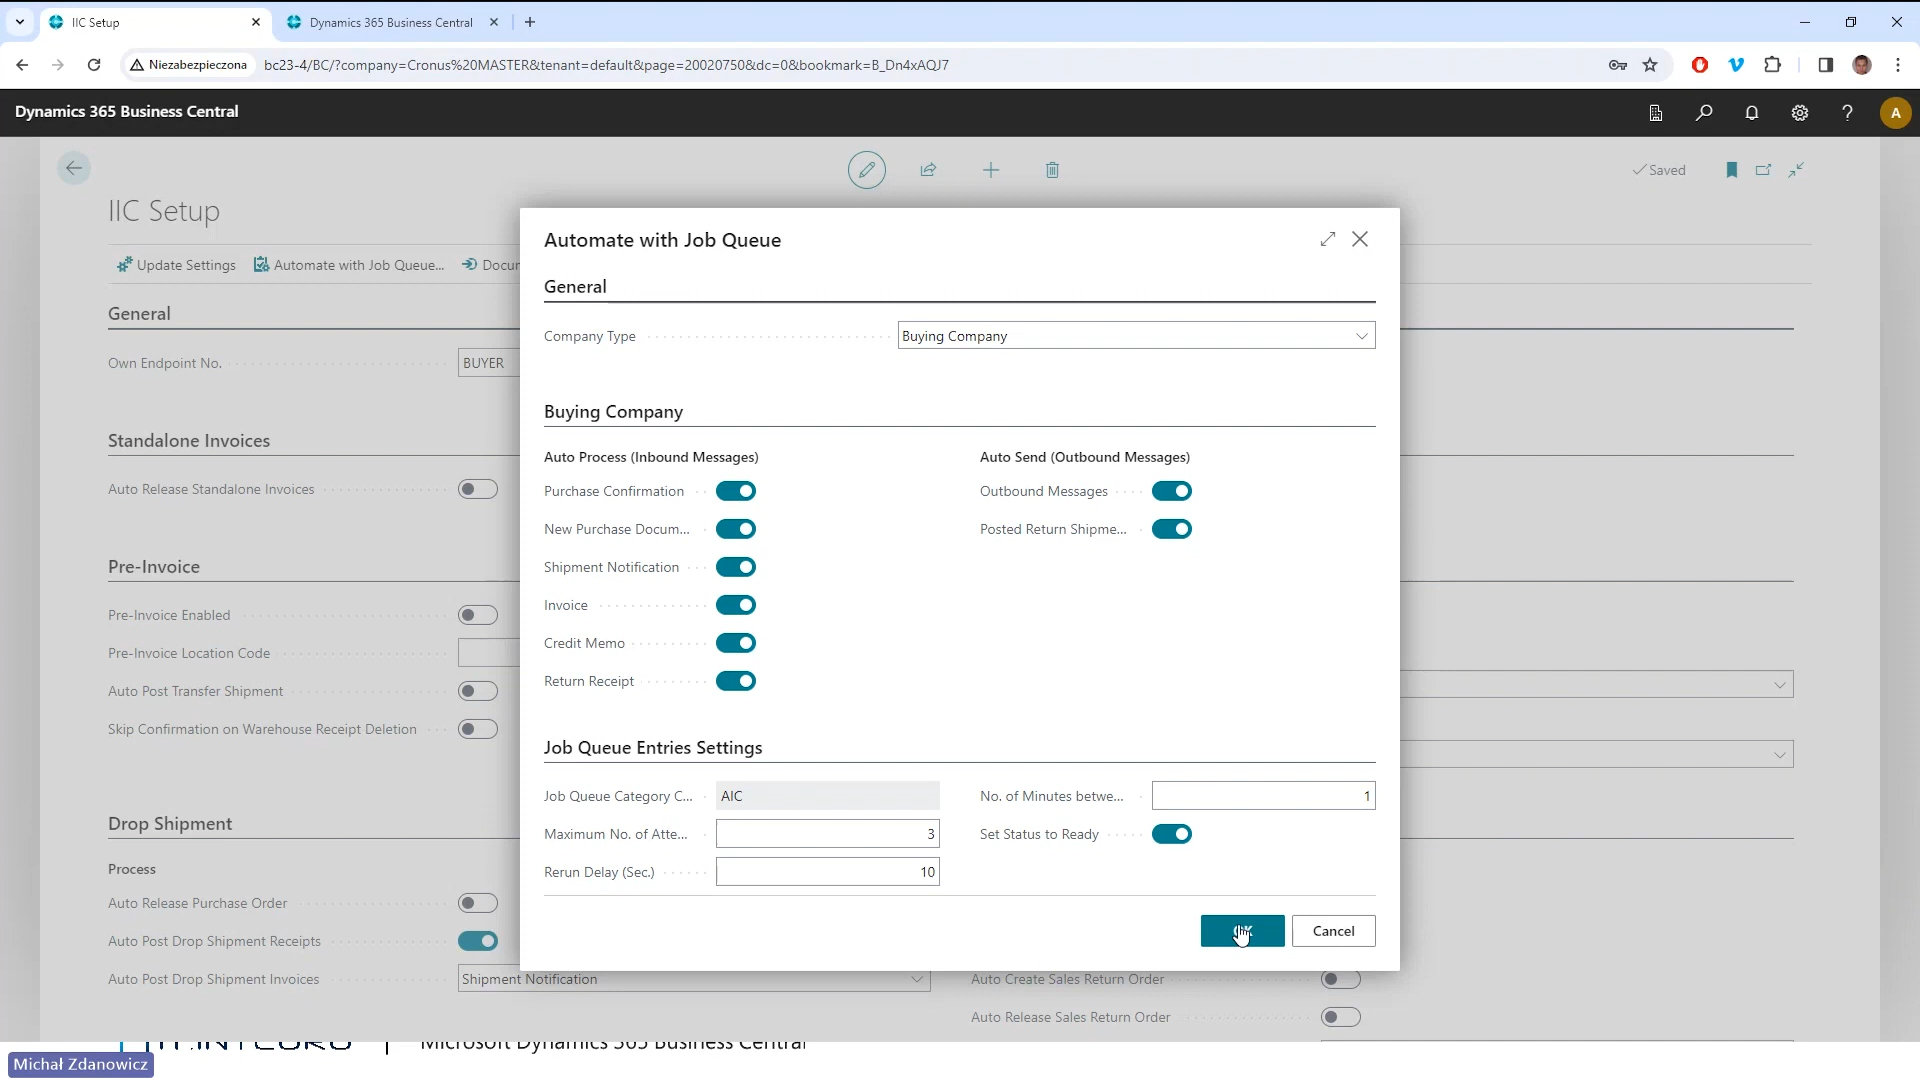 IIC Setup
Dynamics 365 Business Central
Niezabezpieczona
bc23-4/BC/?company=Cronus%20MASTER&tenant=default&page=20020750&dc=0&bookmark=B_Dn4xAQJ7
Dynamics 365 Business Central
A
Saved
IIC Setup
Update Settings
Automate with Job Queue...
Docu
General
Own Endpoint No.
BUYER
Standalone Invoices
Auto Release Standalone Invoices
Pre-Invoice
Pre-Invoice Enabled
Pre-Invoice Location Code
Auto Post Transfer Shipment
Skip Confirmation on Warehouse Receipt Deletion
Drop Shipment
Process
Auto Release Purchase Order
Auto Post Drop Shipment Receipts
Auto Post Drop Shipment Invoices
Shipment Notification
Auto Create Sales Return Order
Auto Release Sales Return Order
Automate with Job Queue
General
Company Type
Buying Company
Buying Company
Auto Process (Inbound Messages)
Purchase Confirmation
New Purchase Docum...
Shipment Notification
Invoice
Credit Memo
Return Receipt
Auto Send (Outbound Messages)
Outbound Messages
Posted Return Shipme...
Job Queue Entries Settings
Job Queue Category C...
AIC
Maximum No. of Atte...
3
Rerun Delay (Sec.)
10
No. of Minutes betwe...
1
Set Status to Ready
Cancel
Microsoft Dynamics 365 Business Central
Michał Zdanowicz